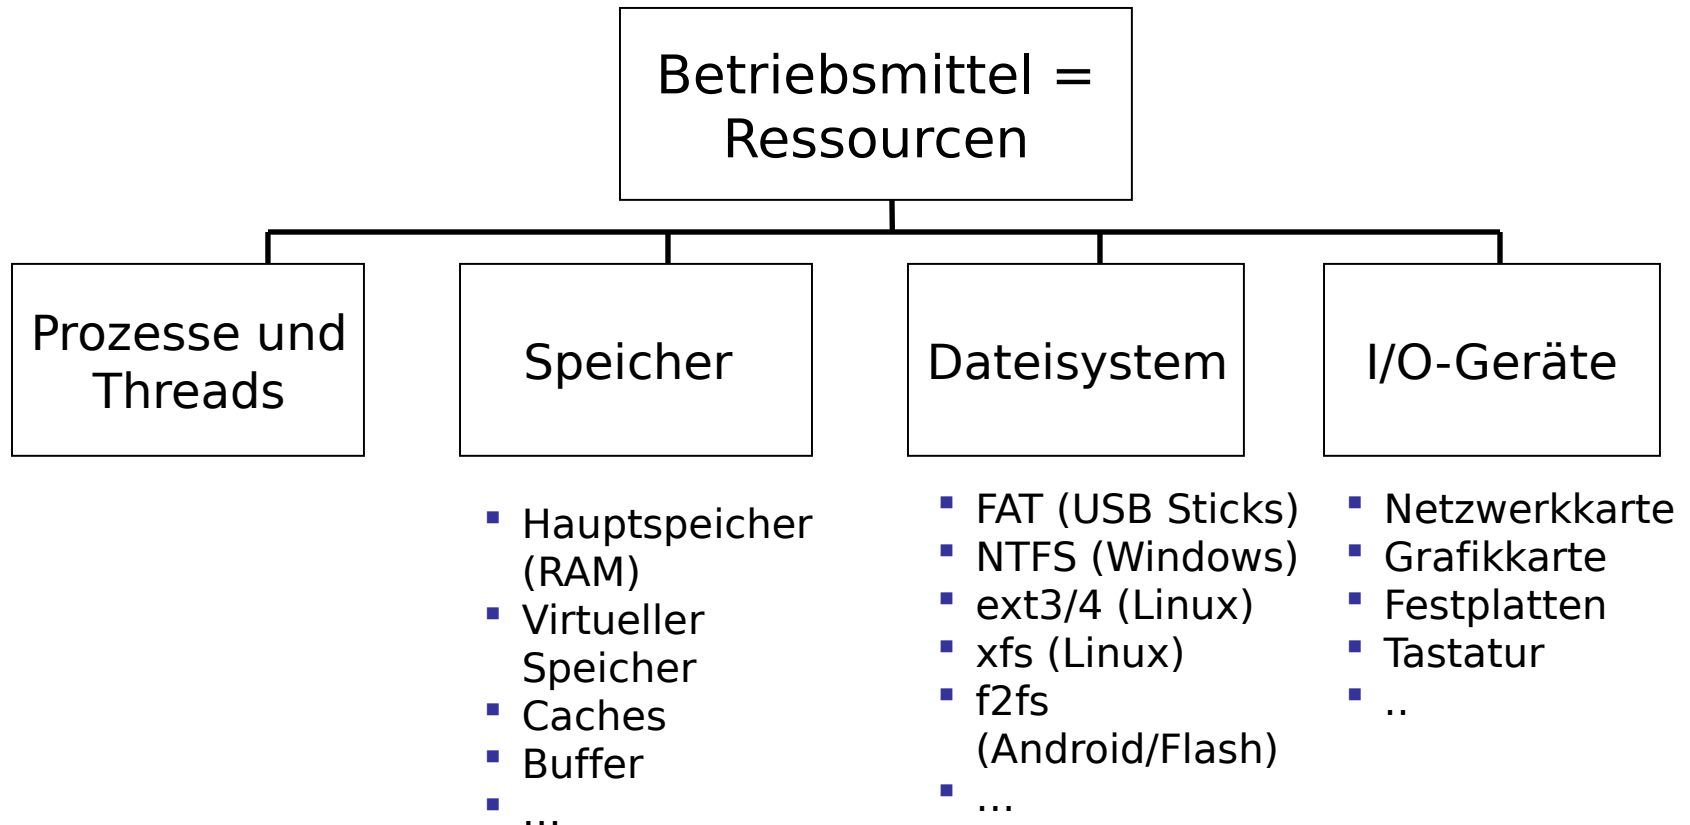 Betriebsmittel =
Ressourcen
Prozesse und
Threads
Speicher
Dateisystem
I/O-Geräte
Hauptspeicher
(RAM)
Virtueller
Speicher
Caches
Buffer
...
FAT (USB Sticks)
NTFS (Windows)
ext3/4 (Linux)
xfs (Linux)
f2fs
(Android/Flash)
...
Netzwerkkarte
Grafikkarte
Festplatten
Tastatur
..